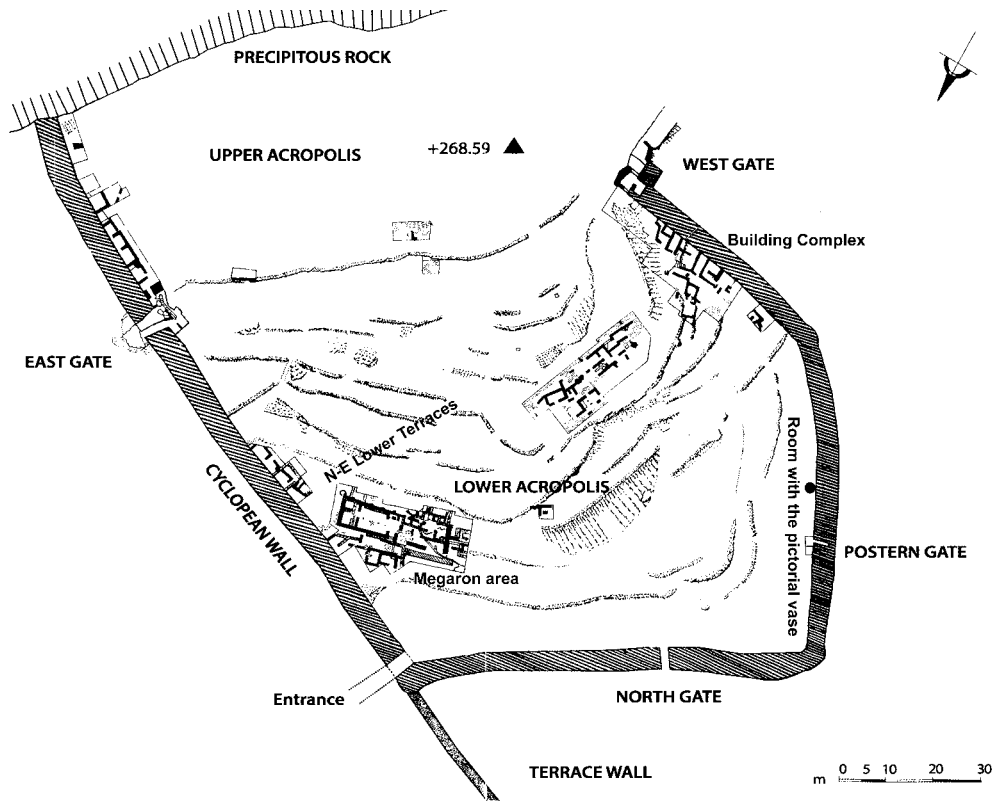 PRECIPITOUS ROCK
UPPER ACROPOLIS
+268.59
WEST GATE
Building Complex
EAST GATE
N-E Lower Terraces
LOWER ACROPOLIS
CYCLOPEAN WALL
Room with the pictorial vase
POSTERN GATE
Megaron area
Entrance
NORTH GATE
TERRACE WALL
m 0 5 10 20 30